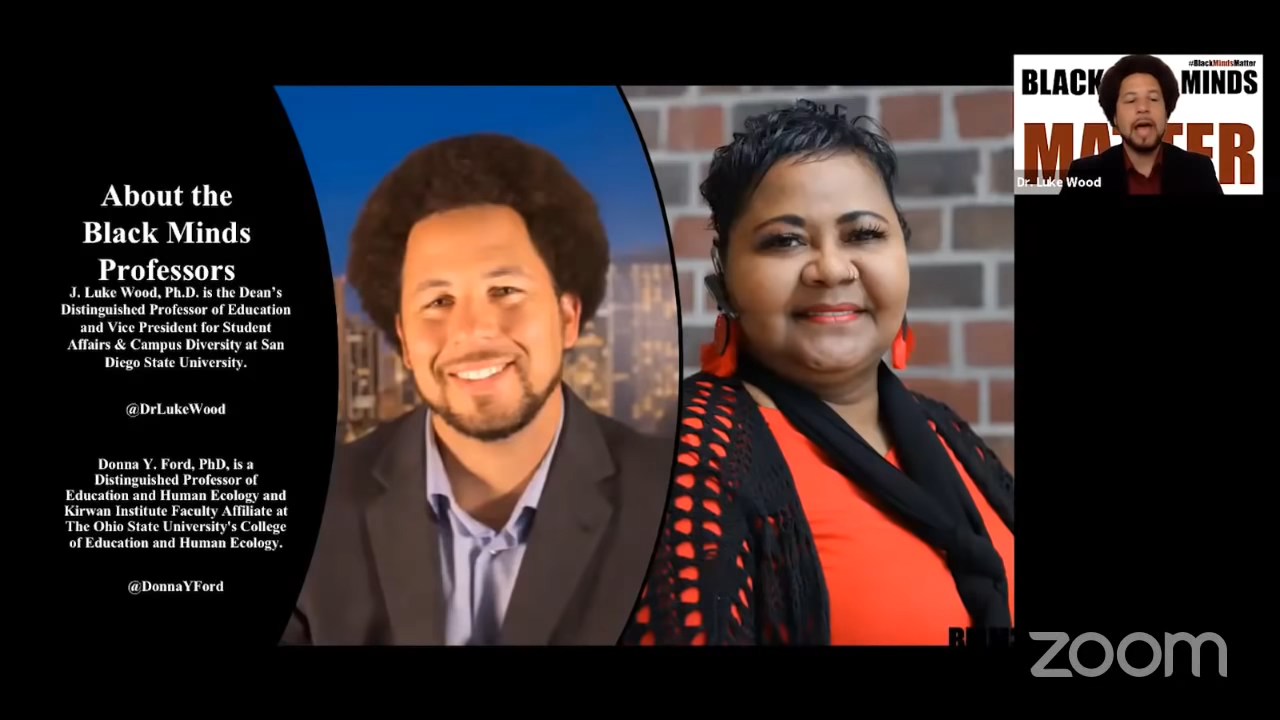 About the
Black Minds
Professors
J. Luke Wood, Ph.D. is the Dean's
Distinguished Professor of Education
and Vice President for Student
Affairs & Campus Diversity at San
Diego State University.
@DrLukeWood
Donna Y. Ford, PhD, is a
Distinguished Professor of
Education and Human Ecology and
Kirwan Institute Faculty Affiliate at
The Ohio State University's College
of Education and Human Ecology.
@DonnaYFord
#BlackMindsMatter
BLACK MINDS
Dr. Luke Wood
zoom